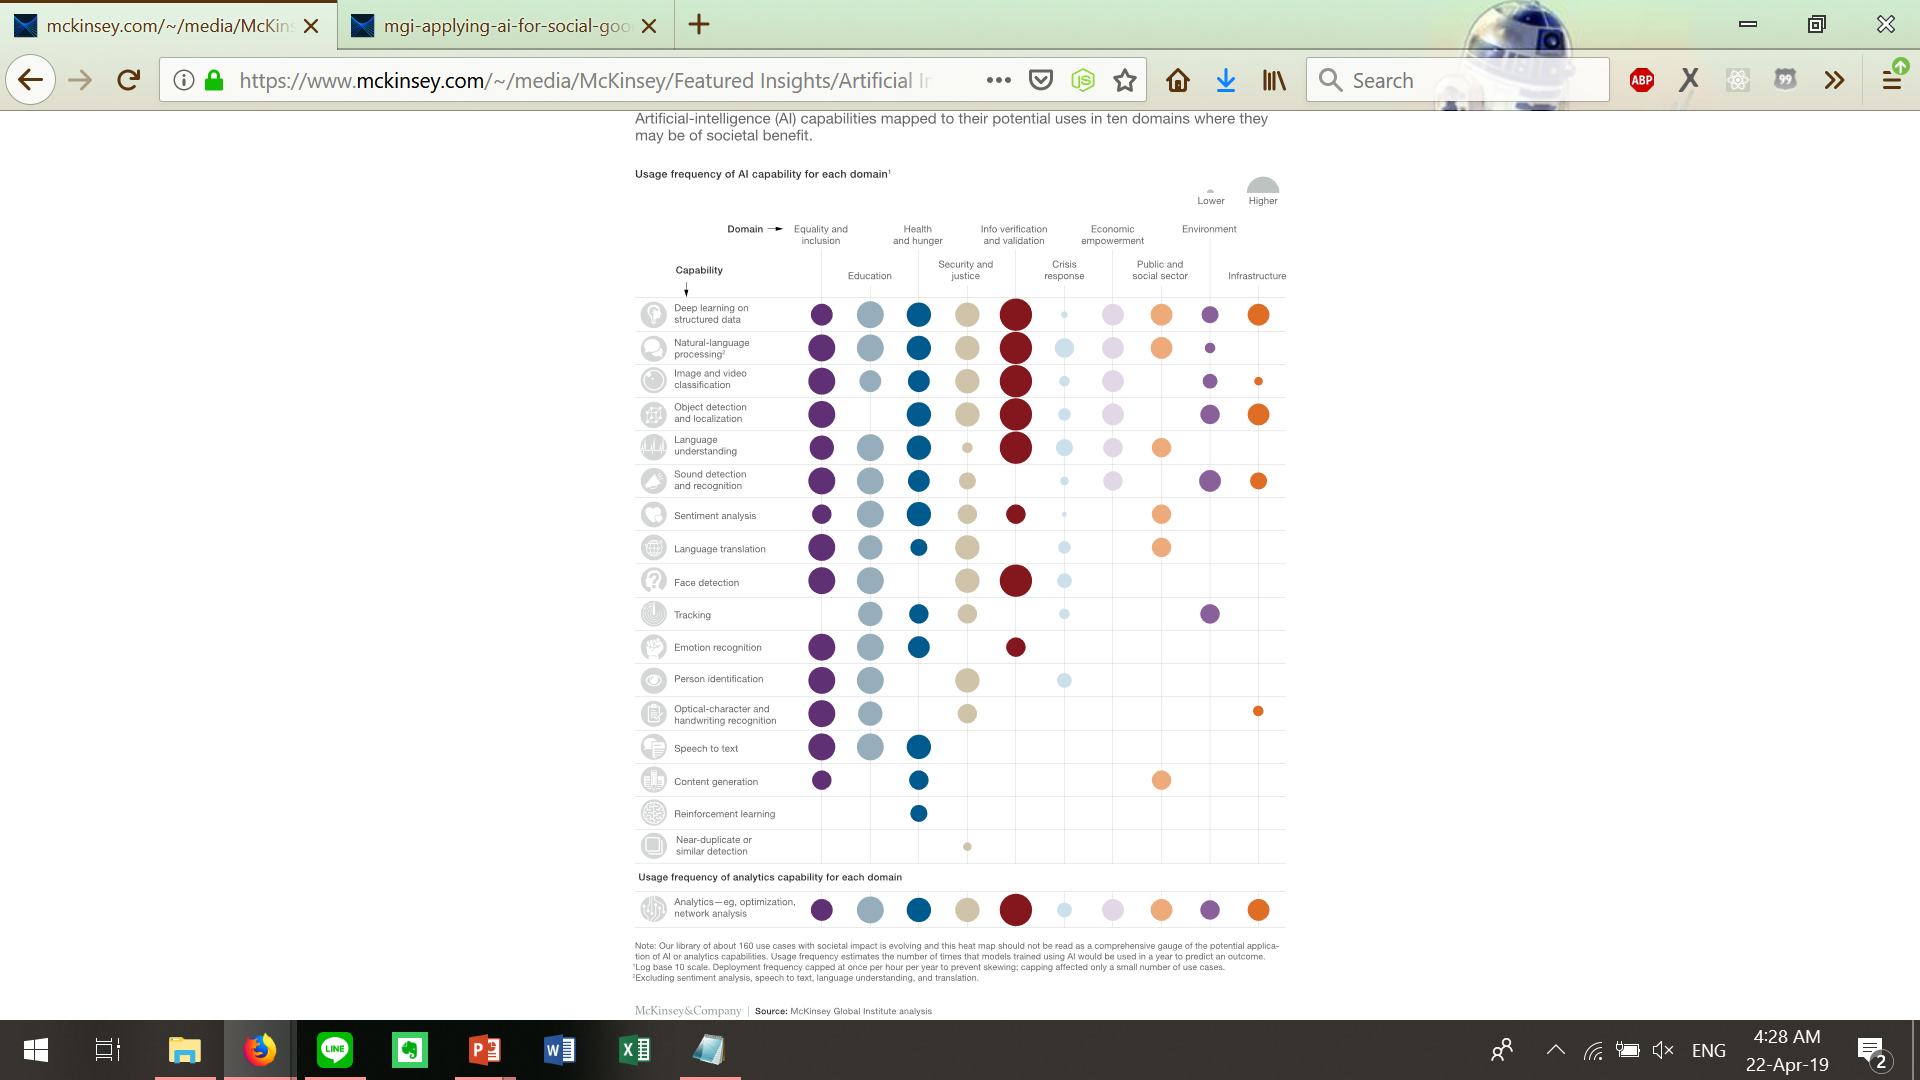 mckinsey.com/~/media/McKins
mgi-applying-ai-for-social-goo
https://www.mckinsey.com/~/media/McKinsey/Featured Insights/Artificial In
Search
ABP
99
Artificial-intelligence (AI) capabilities mapped to their potential uses in ten domains where they
may be of societal benefit.
Usage frequency of AI capability for each domain¹
Lower
Higher
Domain
Equality and
inclusion
Health
and hunger
Info verification
and validation
Economic
empowerment
Environment
Capability
Education
Security and
justice
Crisis
response
Public and
social sector
Infrastructure
Deep learning on
structured data
Natural-language
processing²
Image and video
classification
Object detection
and localization
Language
understanding
Sound detection
and recognition
Sentiment analysis
Language translation
Face detection
Tracking
Emotion recognition
Person identification
Optical-character and
handwriting recognition
Speech to text
Content generation
Reinforcement learning
Near-duplicate or
similar detection
Usage frequency of analytics capability for each domain
Analytics—eg, optimization,
network analysis
Note: Our library of about 160 use cases with societal impact is evolving and this heat map should not be read as a comprehensive gauge of the potential applica-
tion of AI or analytics capabilities. Usage frequency estimates the number of times that models trained using AI would be used in a year to predict an outcome.
¹Log base 10 scale. Deployment frequency capped at once per hour per year to prevent skewing; capping affected only a small number of use cases.
²Excluding sentiment analysis, speech to text, language understanding, and translation.
McKinsey&Company | Source: McKinsey Global Institute analysis
LINE
ENG
4:28 AM
22-Apr-19
2